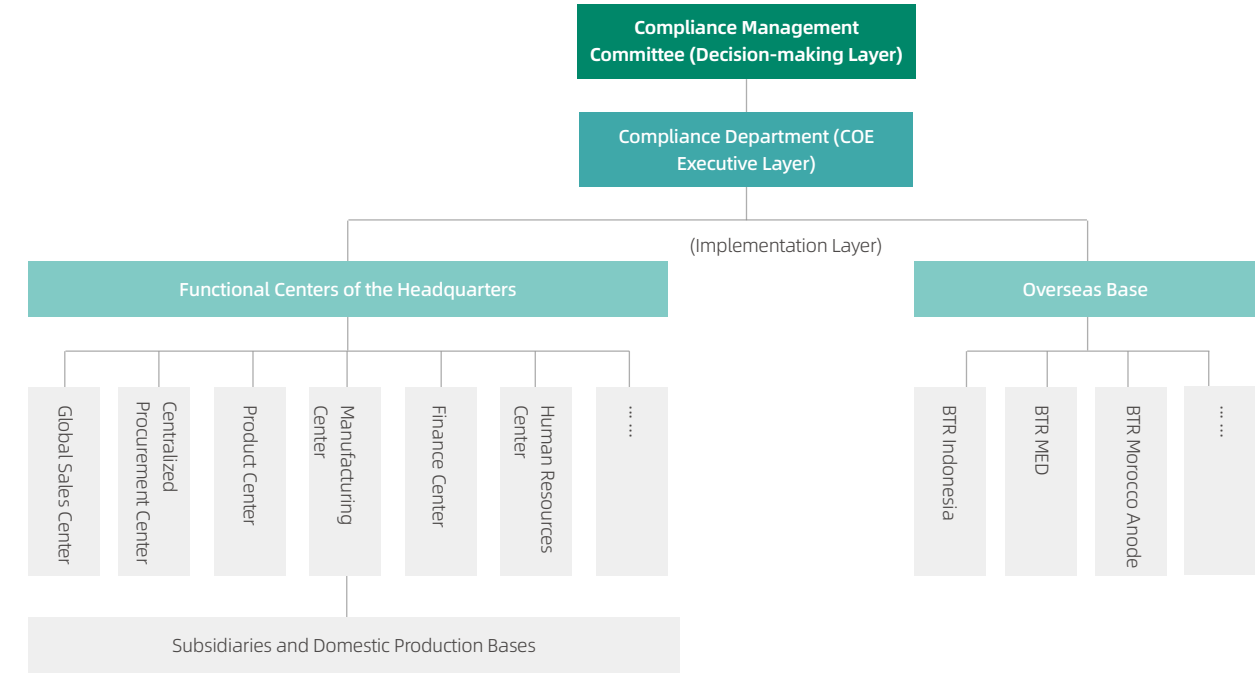 Compliance Management
Committee (Decision-making Layer)
Compliance Department (COE
Executive Layer)
(Implementation Layer)
Functional Centers of the Headquarters
Overseas Base
Global Sales Center
Centralized
Procurement Center
Product Center
Manufacturing
Center
Finance Center
Human Resources
Center
... ...
BTR Indonesia
BTR MED
BTR Morocco Anode
... ...
Subsidiaries and Domestic Production Bases